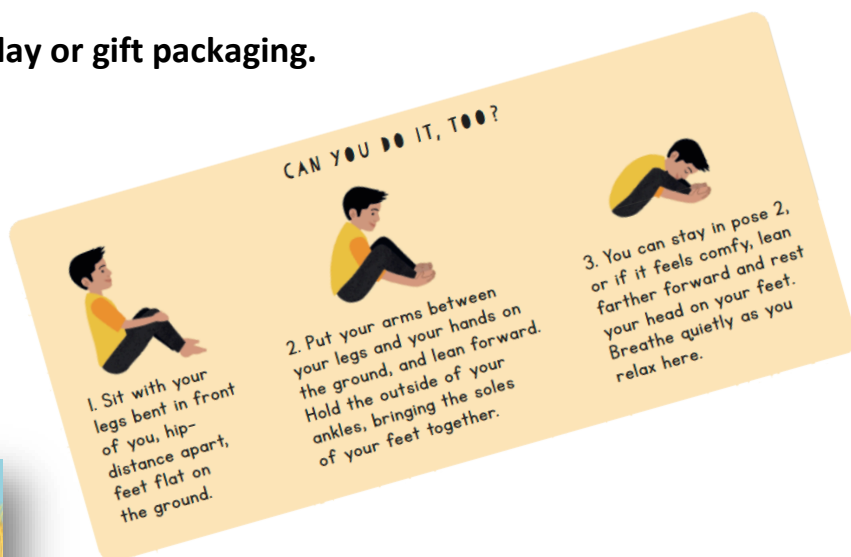 lay or gift packaging.
CAN YOU DO IT, TOO?
1. Sit with your
legs bent in front
of you, hip-
distance apart,
feet flat on
the ground.
2. Put your arms between
your legs and your hands on
the ground, and lean forward.
Hold the outside of your
ankles, bringing the soles
of your feet together.
3. You can stay in pose 2,
or if it feels comfy, lean
farther forward and rest
your head on your feet.
Breathe quietly as you
relax here.